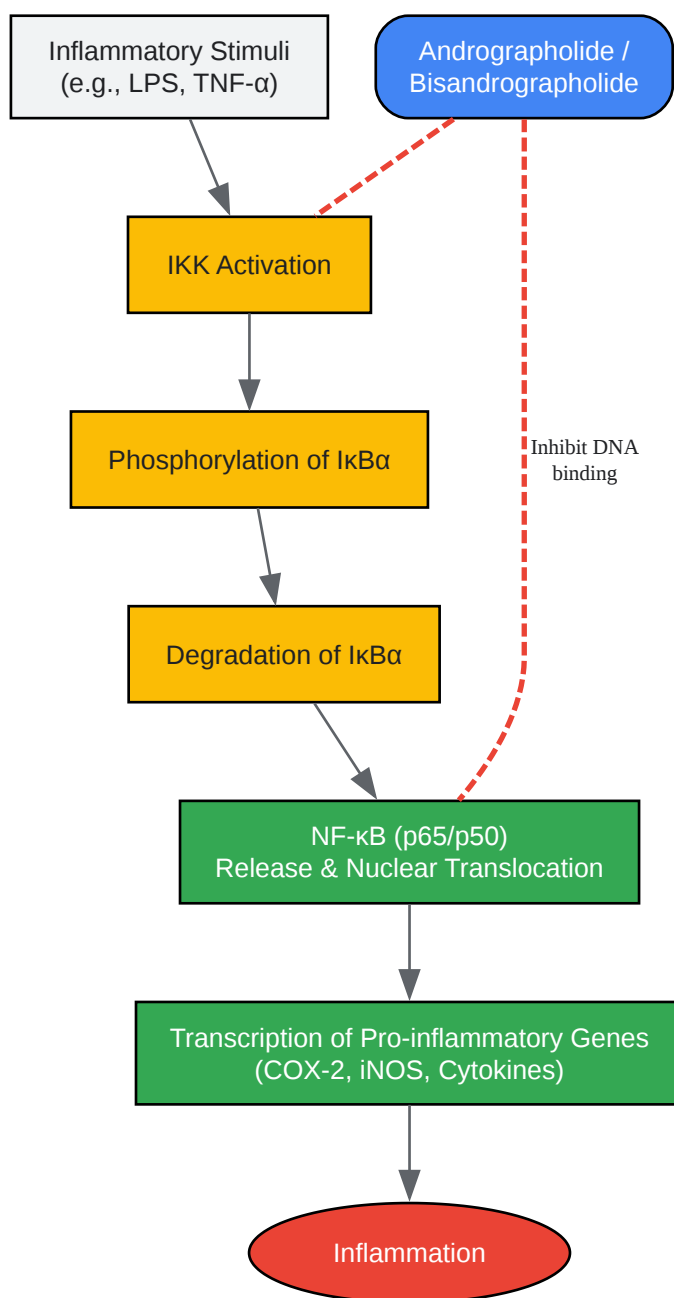 Inflammatory Stimuli
(e.g., LPS, TNF-α)
Andrographolide /
Bisandrographolide
IKK Activation
Phosphorylation of IκBα
Inhibit DNA
binding
Degradation of IκBα
NF-κB (p65/p50)
Release & Nuclear Translocation
Transcription of Pro-inflammatory Genes
(COX-2, iNOS, Cytokines)
Inflammation